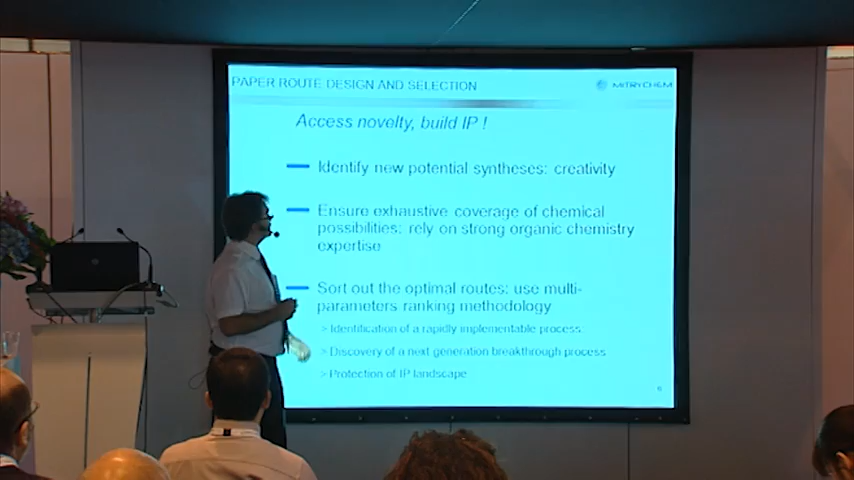 PAPER ROUTE DESIGN AND SELECTION
MITRYCHEM
Access novelty, build IP !
Identify new potential syntheses: creativity
Ensure exhaustive coverage of chemical
possibilities: rely on strong organic chemistry
expertise
Sort out the optimal routes: use multi-
parameters ranking methodology
> Identification of a rapidly implementable process
> Discovery of a next generation breakthrough process
> Protection of IP landscape